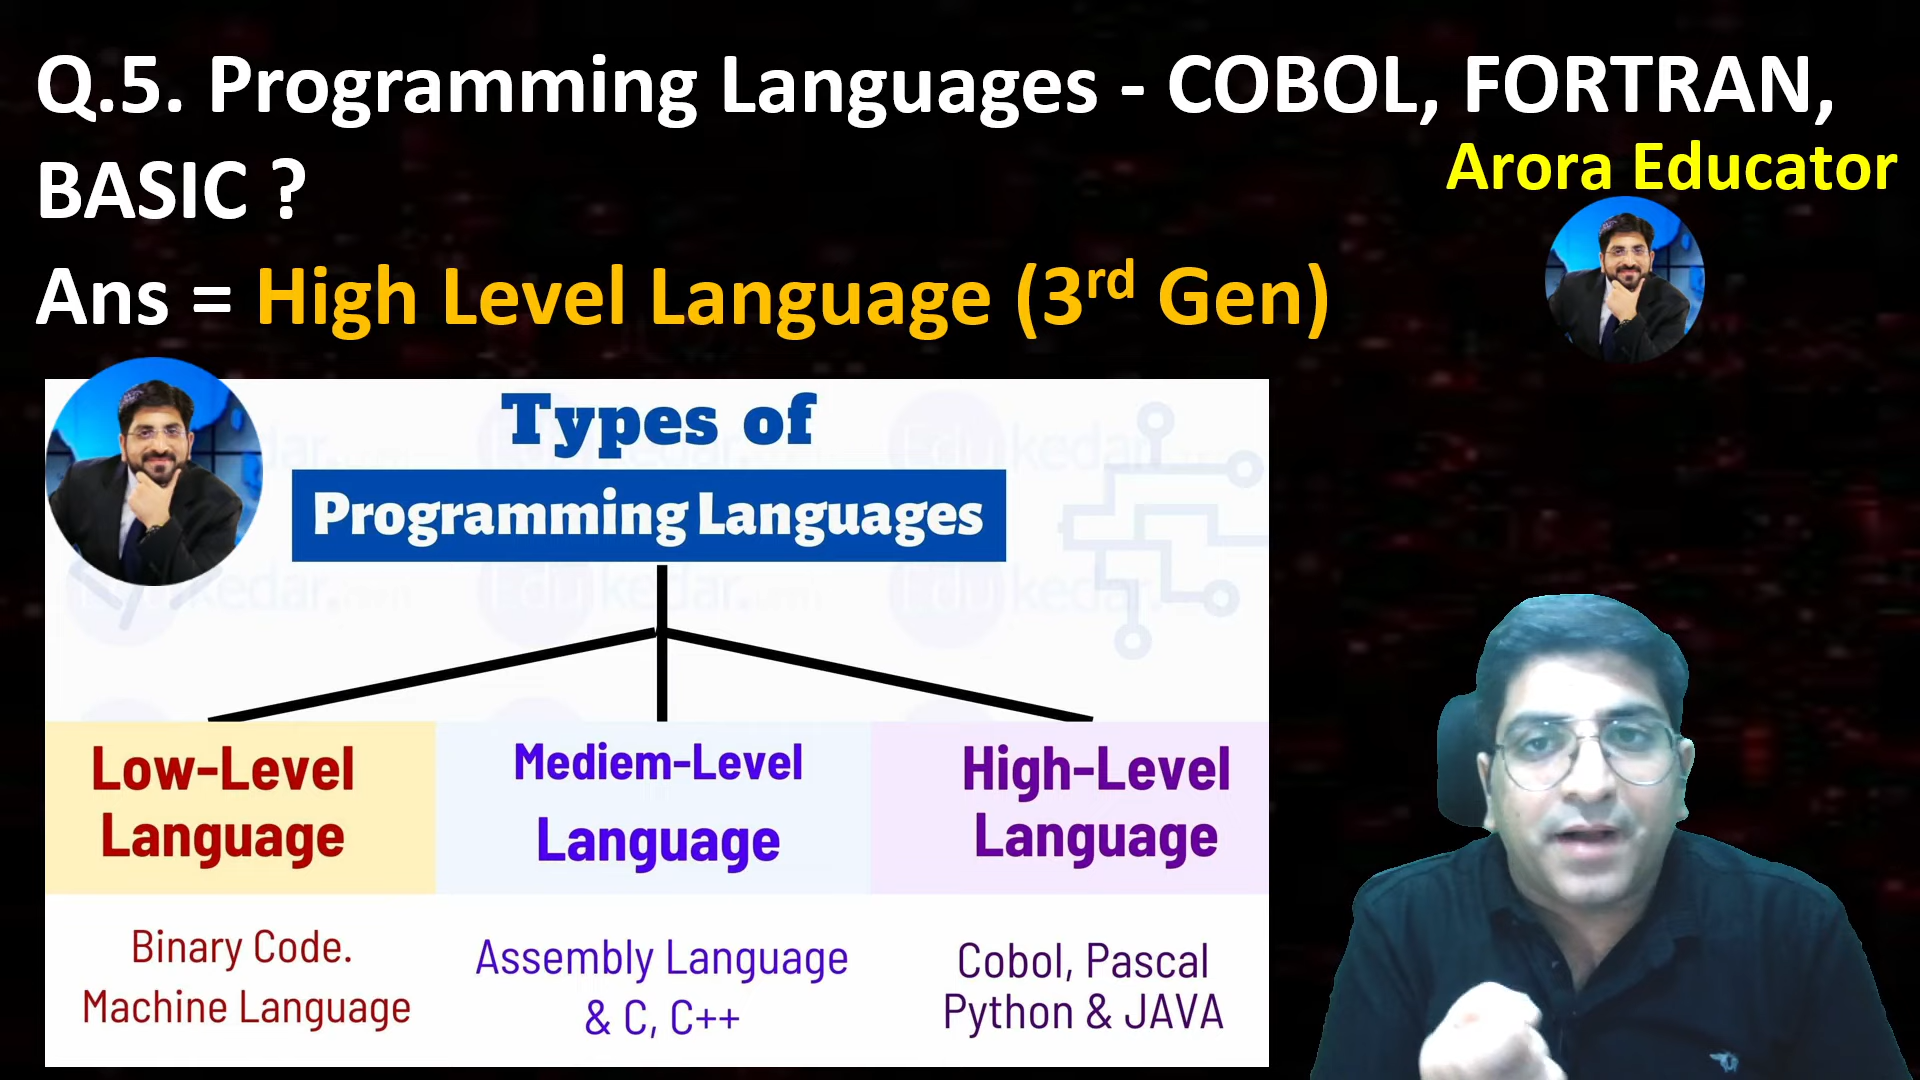 Q.5. Programming Languages - COBOL, FORTRAN,
BASIC ?
Arora Educator
Ans = High Level Language (3rd Gen)
Types of
Programming Languages
Low-Level
Language
Mediem-Level
Language
High-Level
Language
Binary Code.
Machine Language
Assembly Language
& C, C++
Cobol, Pascal
Python & JAVA